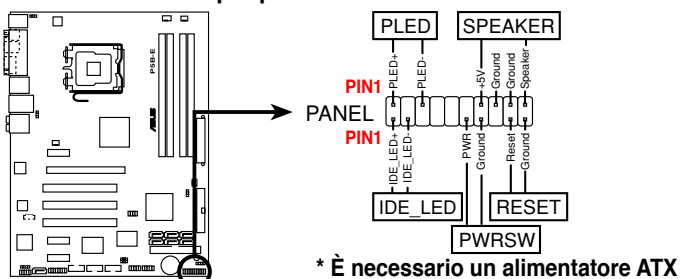 PLED SPEAKER
PLED+
PLED-
+5V
Ground
Ground
Speaker
PIN1
PANEL
PIN1
IDE_LED+
IDE_LED-
PWR
Ground
Reset
Ground
IDE_LED RESET
PWRSW
* È necessario un alimentatore ATX
P5B-E
ASUS